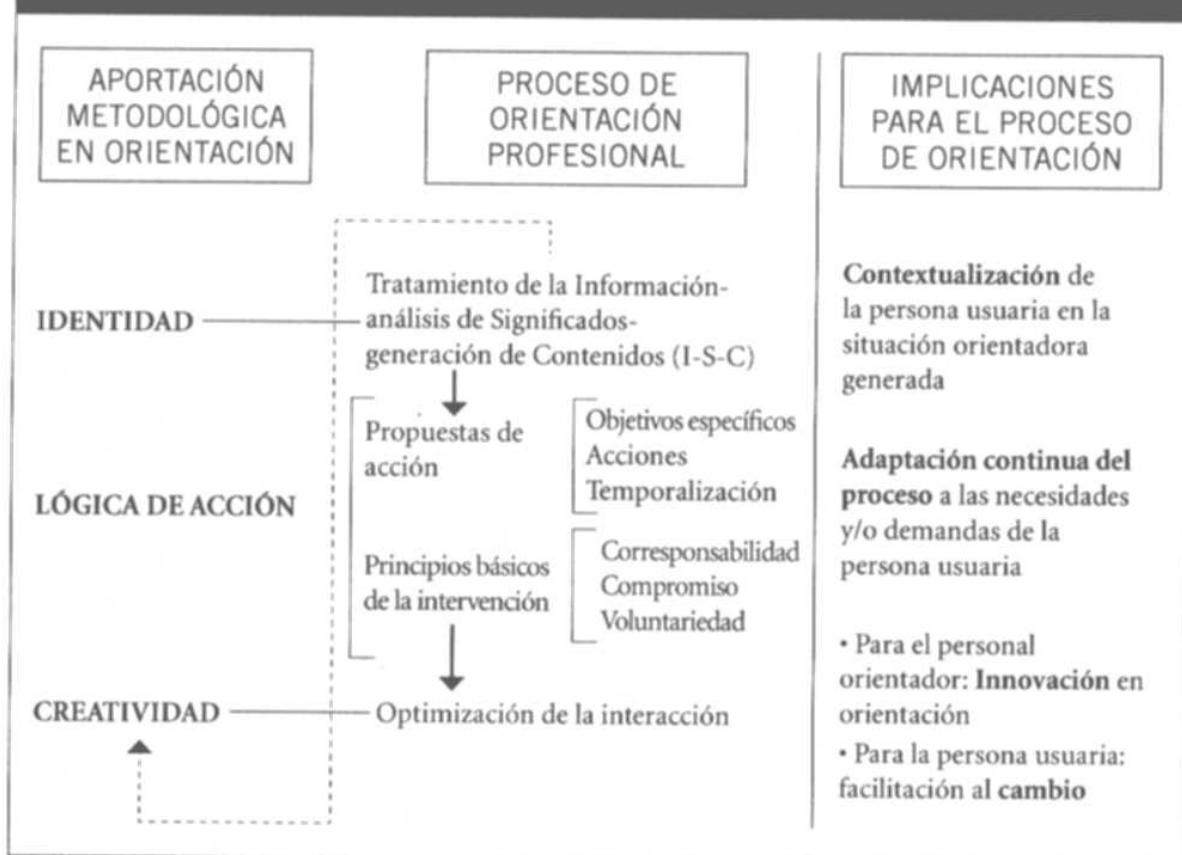 APORTACIÓN
METODOLÓGICA
EN ORIENTACIÓN
PROCESO DE
ORIENTACIÓN
PROFESIONAL
IMPLICACIONES
PARA EL PROCESO
DE ORIENTACIÓN
IDENTIDAD
Tratamiento de la Información-
análisis de Significados-
generación de Contenidos (I-S-C)
Contextualización de
la persona usuaria en la
situación orientadora
generada
LÓGICA DE ACCIÓN
Propuestas de
acción
Objetivos específicos
Acciones
Temporalización
Principios básicos
de la intervención
Corresponsabilidad
Compromiso
Voluntariedad
Adaptación continua del
proceso a las necesidades
y/o demandas de la
persona usuaria
CREATIVIDAD
Optimización de la interacción
• Para el personal
orientador: Innovación en
orientación
• Para la persona usuaria:
facilitación al cambio